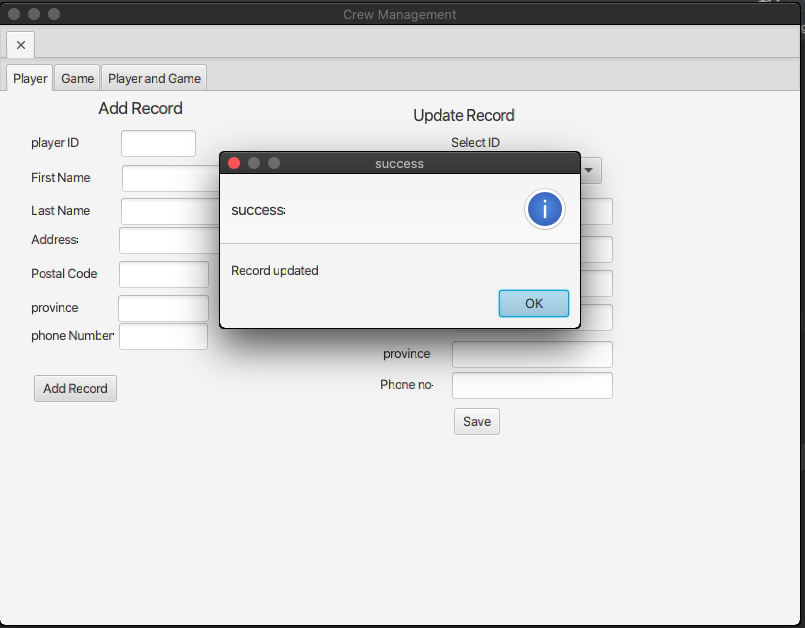 Crew Management
Player Game Player and Game
Add Record
Update Record
player ID
Select ID
First Name
Last Name
Address:
Postal Code
province
phone Number
Add Record
success
success:
Record updated
OK
province
Phone no.
Save